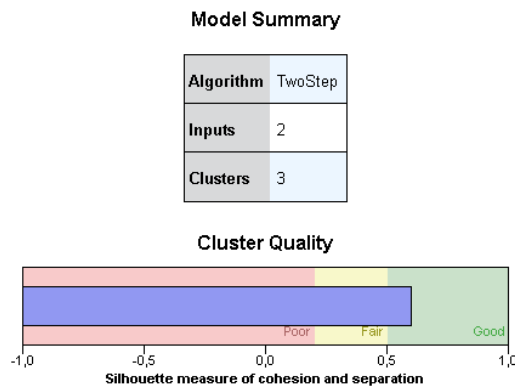 Model Summary
Algorithm TwoStep
Inputs 2
Clusters 3
Cluster Quality
Poor Fair Good
-1,0 -0,5 0,0 0,5 1,0
Silhouette measure of cohesion and separation